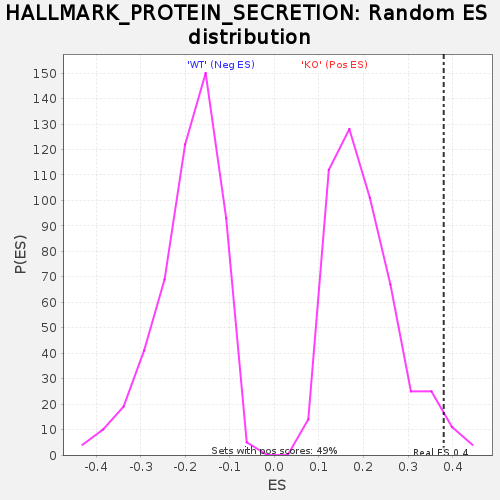 HALLMARK_PROTEIN_SECRETION: Random ES
distribution
'WT' (Neg ES) 'KO' (Pos ES)
150
140
130
120
110
100
90
80
70
60
50
40
30
20
10
0
P(ES)
Sets with pos scores: 49%
Real ES 0.4
-0.4 -0.3 -0.2 -0.1 0.0 0.1 0.2 0.3 0.4
ES